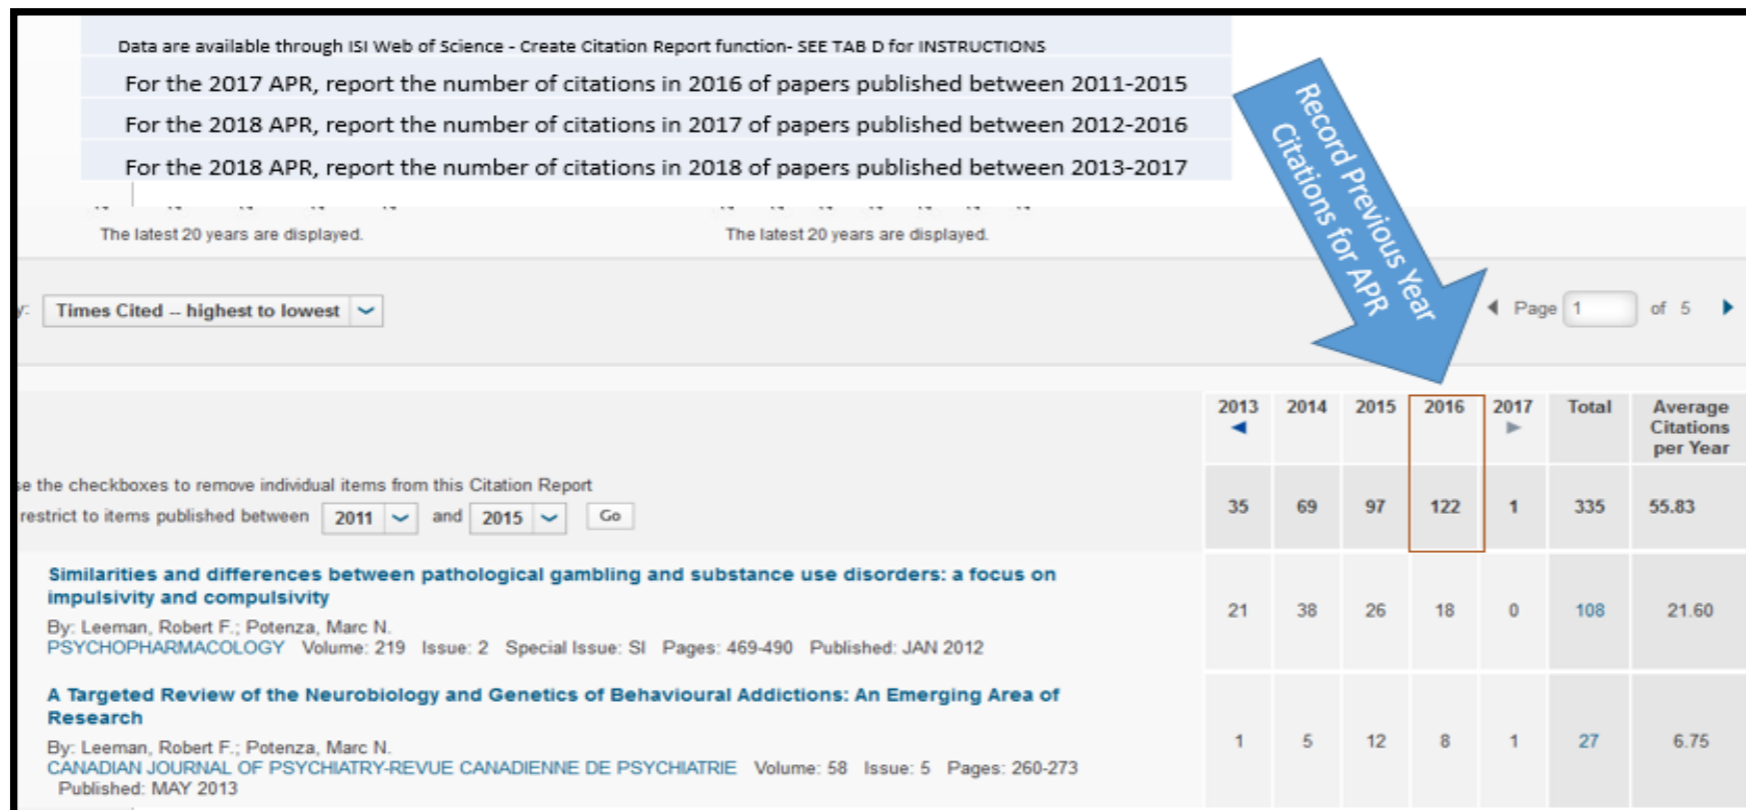 Data are available through ISI Web of Science - Create Citation Report function- SEE TAB D for INSTRUCTIONS
For the 2017 APR, report the number of citations in 2016 of papers published between 2011-2015
For the 2018 APR, report the number of citations in 2017 of papers published between 2012-2016
For the 2018 APR, report the number of citations in 2018 of papers published between 2013-2017
Record Previous Year
Citations for APR
The latest 20 years are displayed. The latest 20 years are displayed.
y: Times Cited -- highest to lowest Page 1 of 5
2013 2014 2015 2016 2017 Total Average
Citations
per Year
se the checkboxes to remove individual items from this Citation Report
restrict to items published between 2011 and 2015 Go
35 69 97 122 1 335 55.83
Similarities and differences between pathological gambling and substance use disorders: a focus on
impulsivity and compulsivity
By: Leeman, Robert F.; Potenza, Marc N.
PSYCHOPHARMACOLOGY Volume: 219 Issue: 2 Special Issue: SI Pages: 469-490 Published: JAN 2012
21 38 26 18 0 108 21.60
A Targeted Review of the Neurobiology and Genetics of Behavioural Addictions: An Emerging Area of
Research
By: Leeman, Robert F.; Potenza, Marc N.
CANADIAN JOURNAL OF PSYCHIATRY-REVUE CANADIENNE DE PSYCHIATRIE Volume: 58 Issue: 5 Pages: 260-273
Published: MAY 2013
1 5 12 8 1 27 6.75